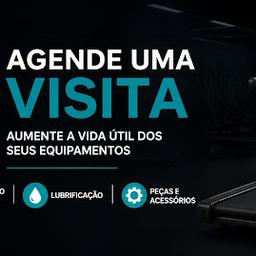 AGENDE UMA
VISITA
AUMENTE A VIDA ÚTIL DOS
SEUS EQUIPAMENTOS
LUBRIFICAÇÃO
PEÇAS E
ACESSÓRIOS